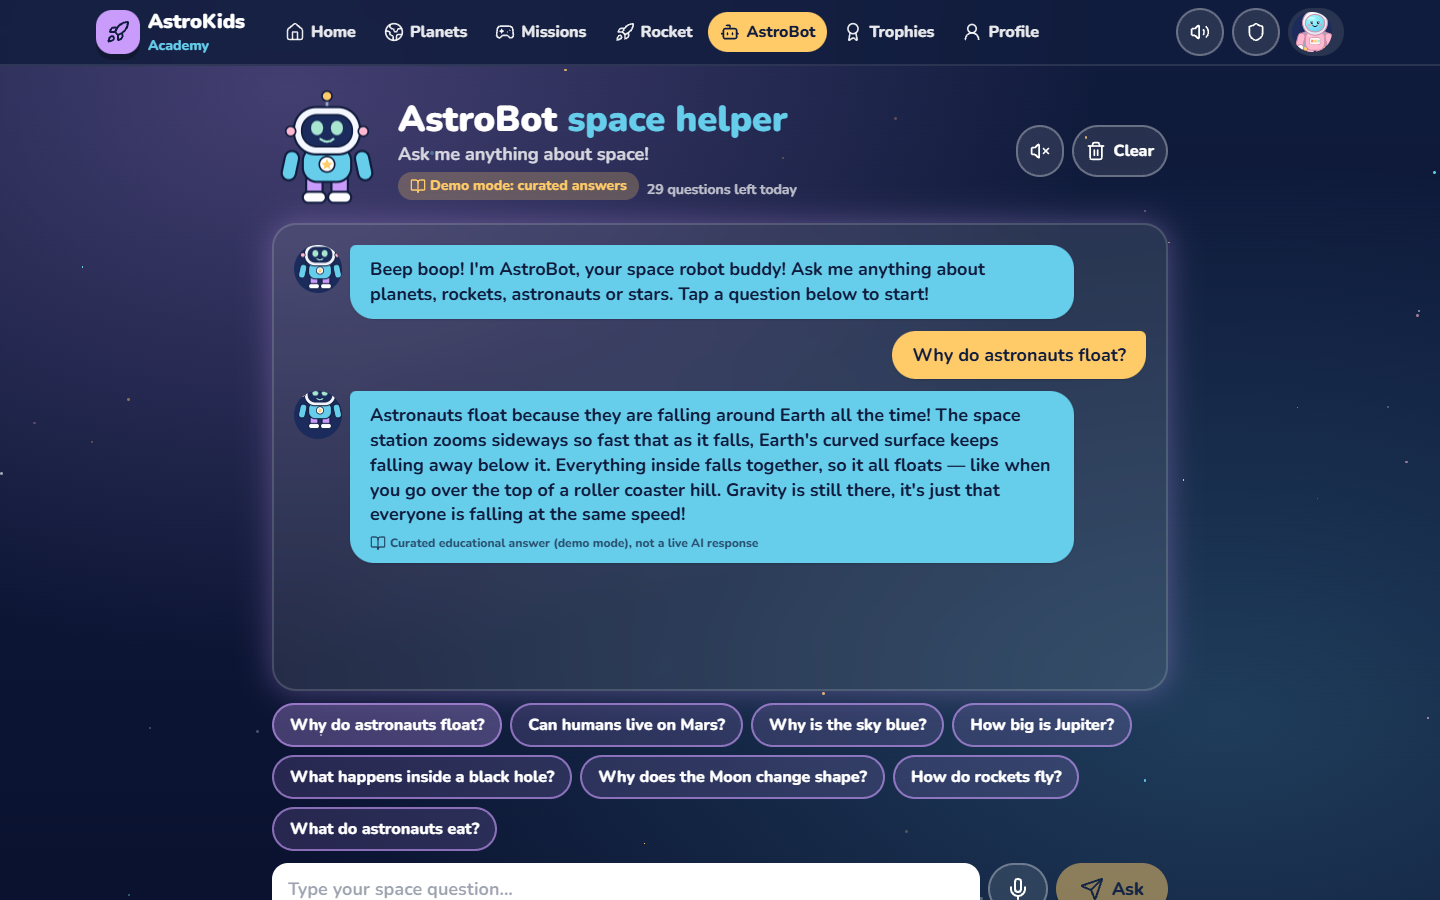 AstroKids
Academy
Home
Planets
Missions
Rocket
AstroBot
Trophies
Profile
AstroBot space helper
Ask me anything about space!
Demo mode: curated answers
29 questions left today
Clear
Beep boop! I'm AstroBot, your space robot buddy! Ask me anything about
planets, rockets, astronauts or stars. Tap a question below to start!
Why do astronauts float?
Astronauts float because they are falling around Earth all the time! The space
station zooms sideways so fast that as it falls, Earth's curved surface keeps
falling away below it. Everything inside falls together, so it all floats — like when
you go over the top of a roller coaster hill. Gravity is still there, it's just that
everyone is falling at the same speed!
Curated educational answer (demo mode), not a live AI response
Why do astronauts float?
Can humans live on Mars?
Why is the sky blue?
How big is Jupiter?
What happens inside a black hole?
Why does the Moon change shape?
How do rockets fly?
What do astronauts eat?
Type your space question...
Ask